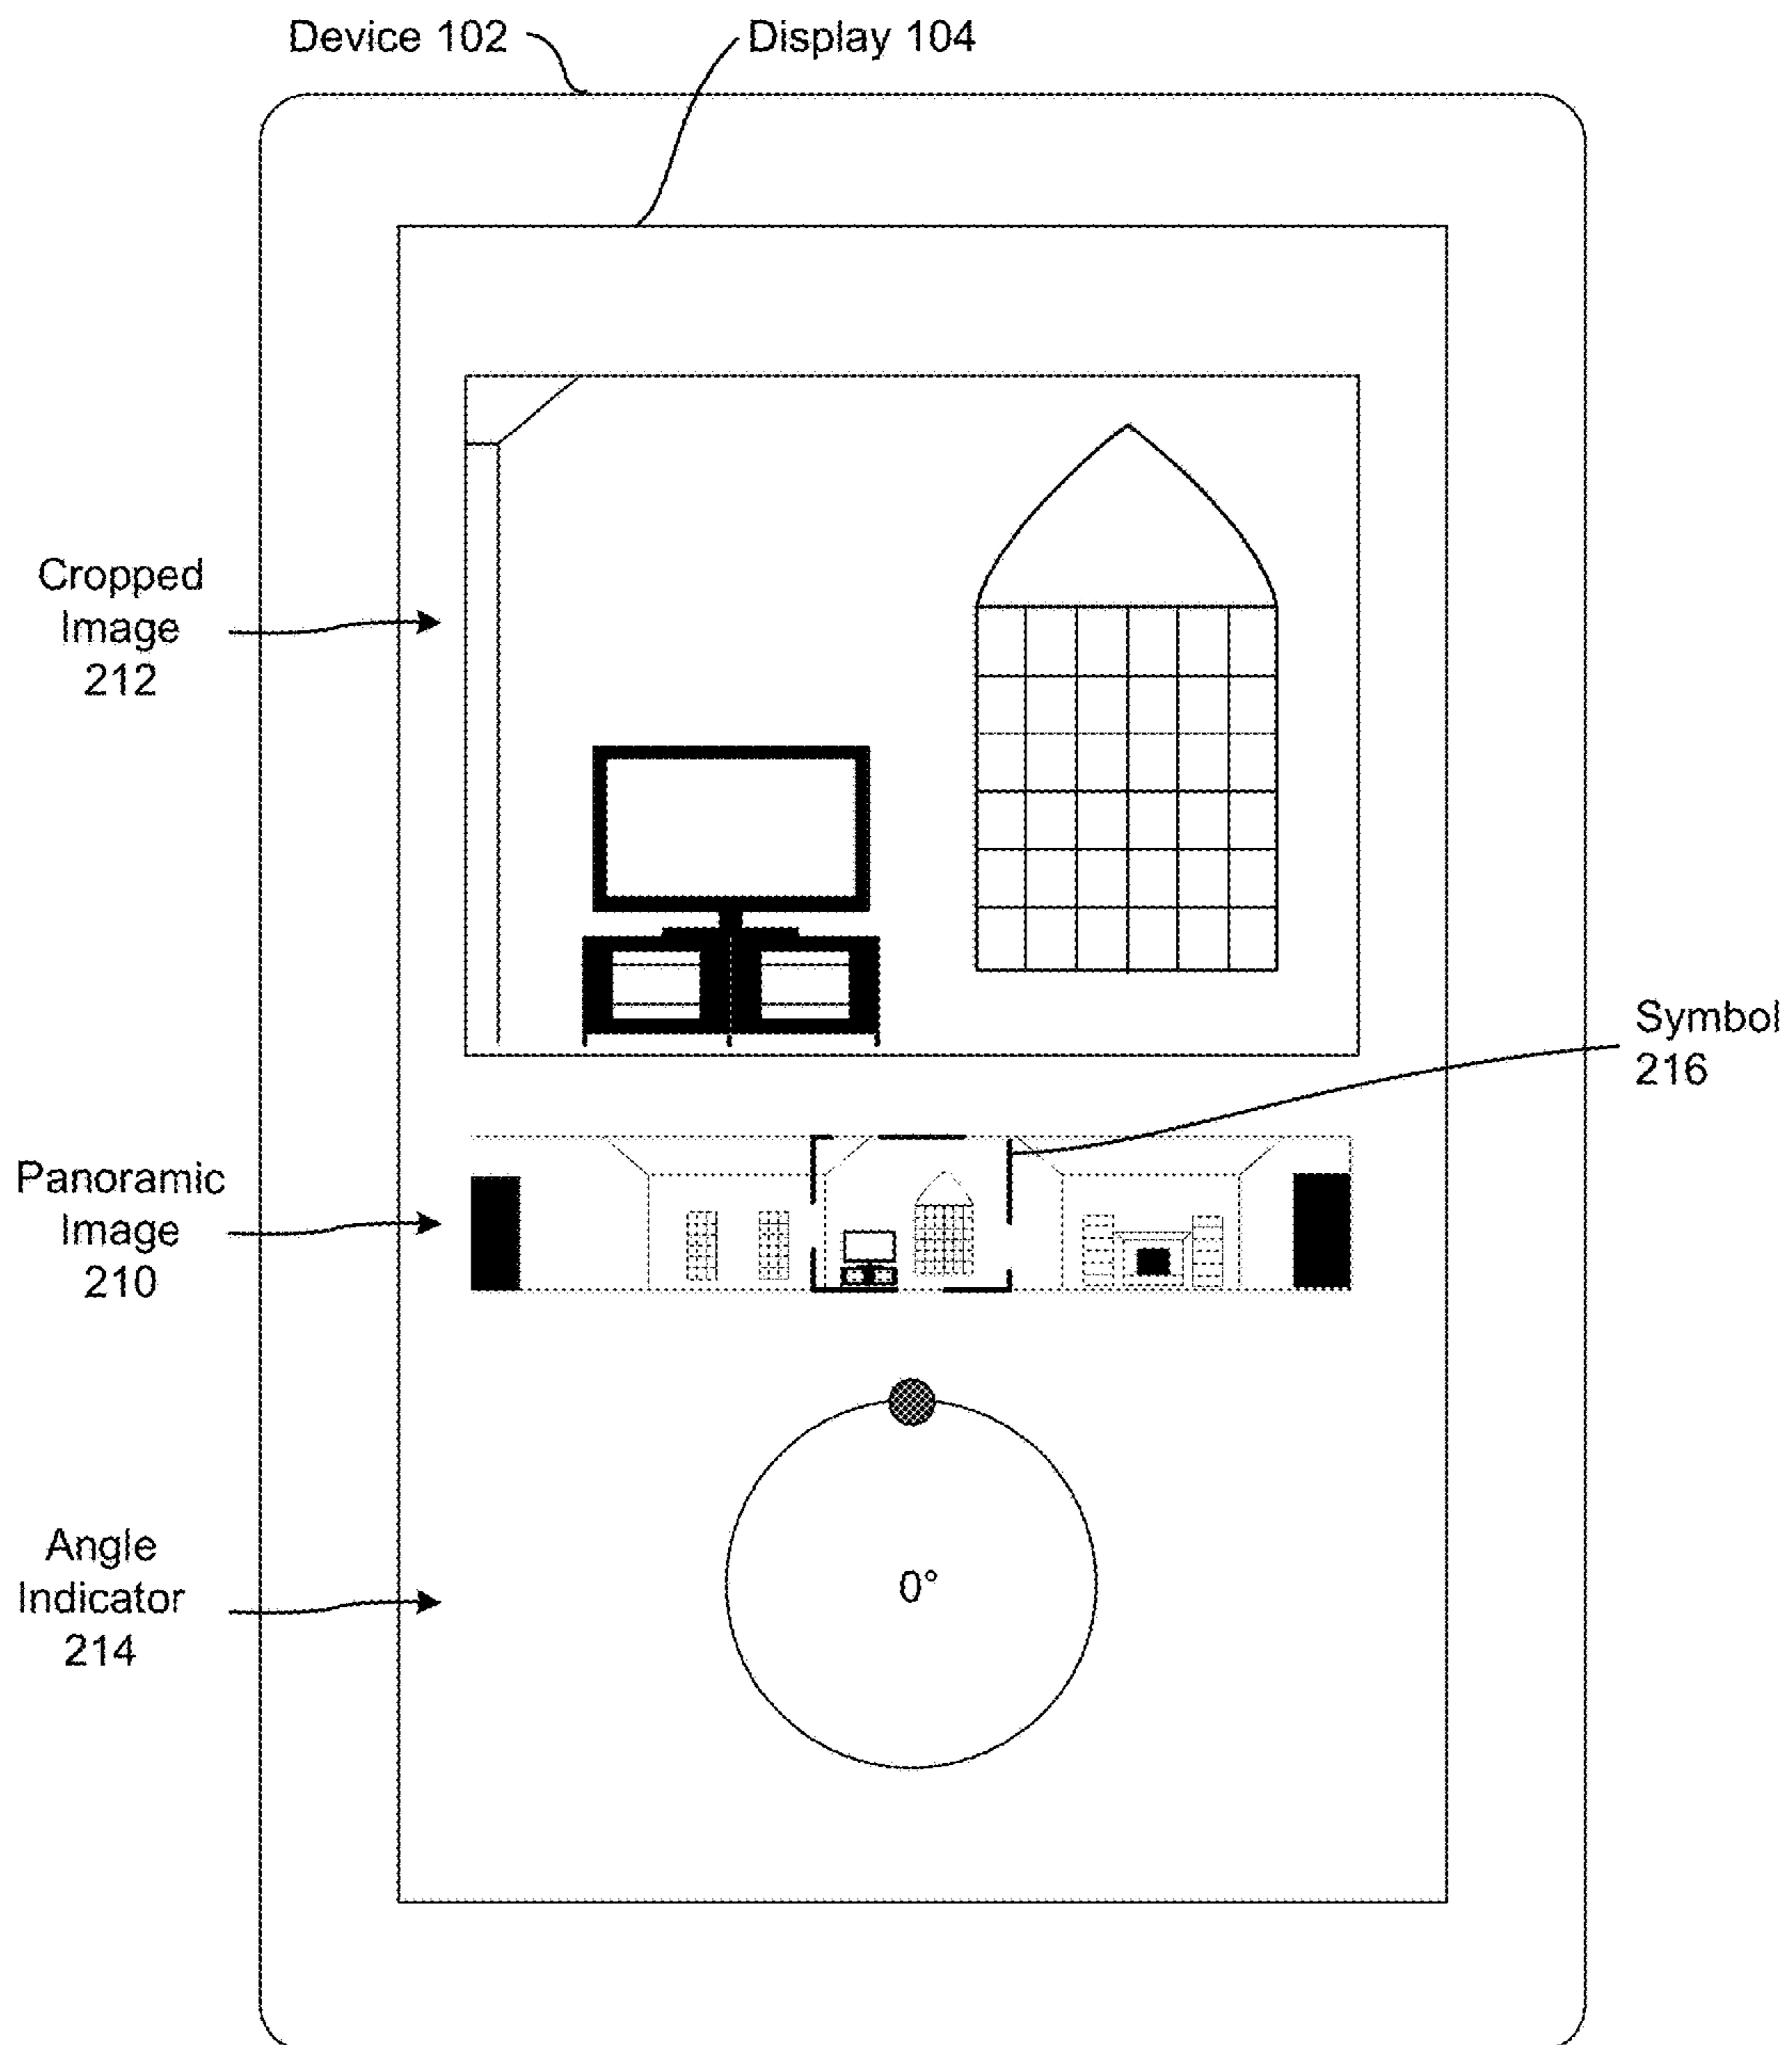 Device 102
Display 104
Cropped
Image
212
Symbol
216
Panoramic
Image
210
Angle
Indicator
214
0°